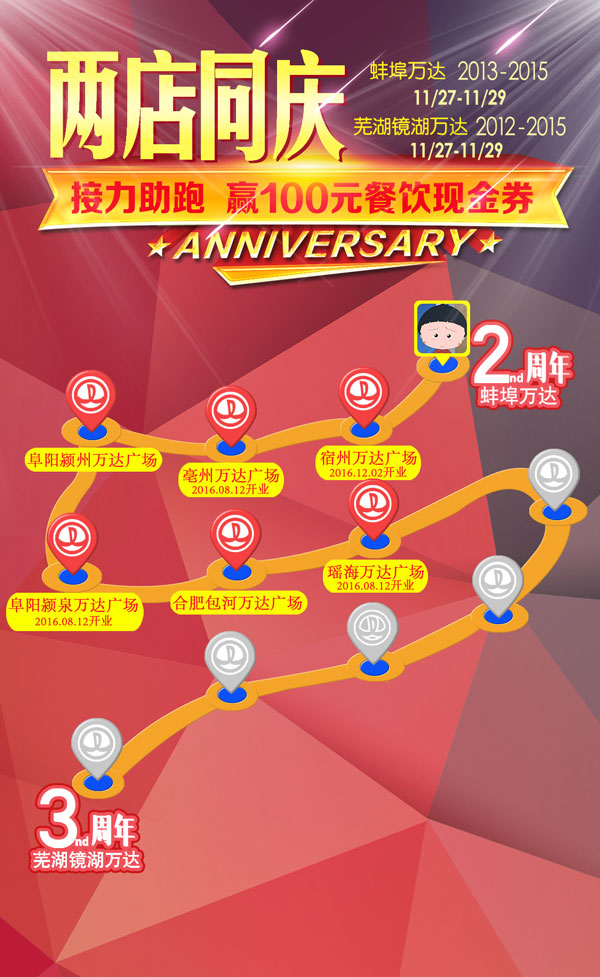 两店同庆
蚌埠万达 2013-2015
11/27-11/29
芜湖镜湖万达 2012-2015
11/27-11/29
接力助跑 赢100元餐饮现金券
ANNIVERSARY
2nd周年
蚌埠万达
阜阳颍州万达广场
亳州万达广场
2016.08.12开业
宿州万达广场
2016.12.02开业
阜阳颍泉万达广场
2016.08.12开业
合肥包河万达广场
瑶海万达广场
2016.08.12开业
3nd周年
芜湖镜湖万达